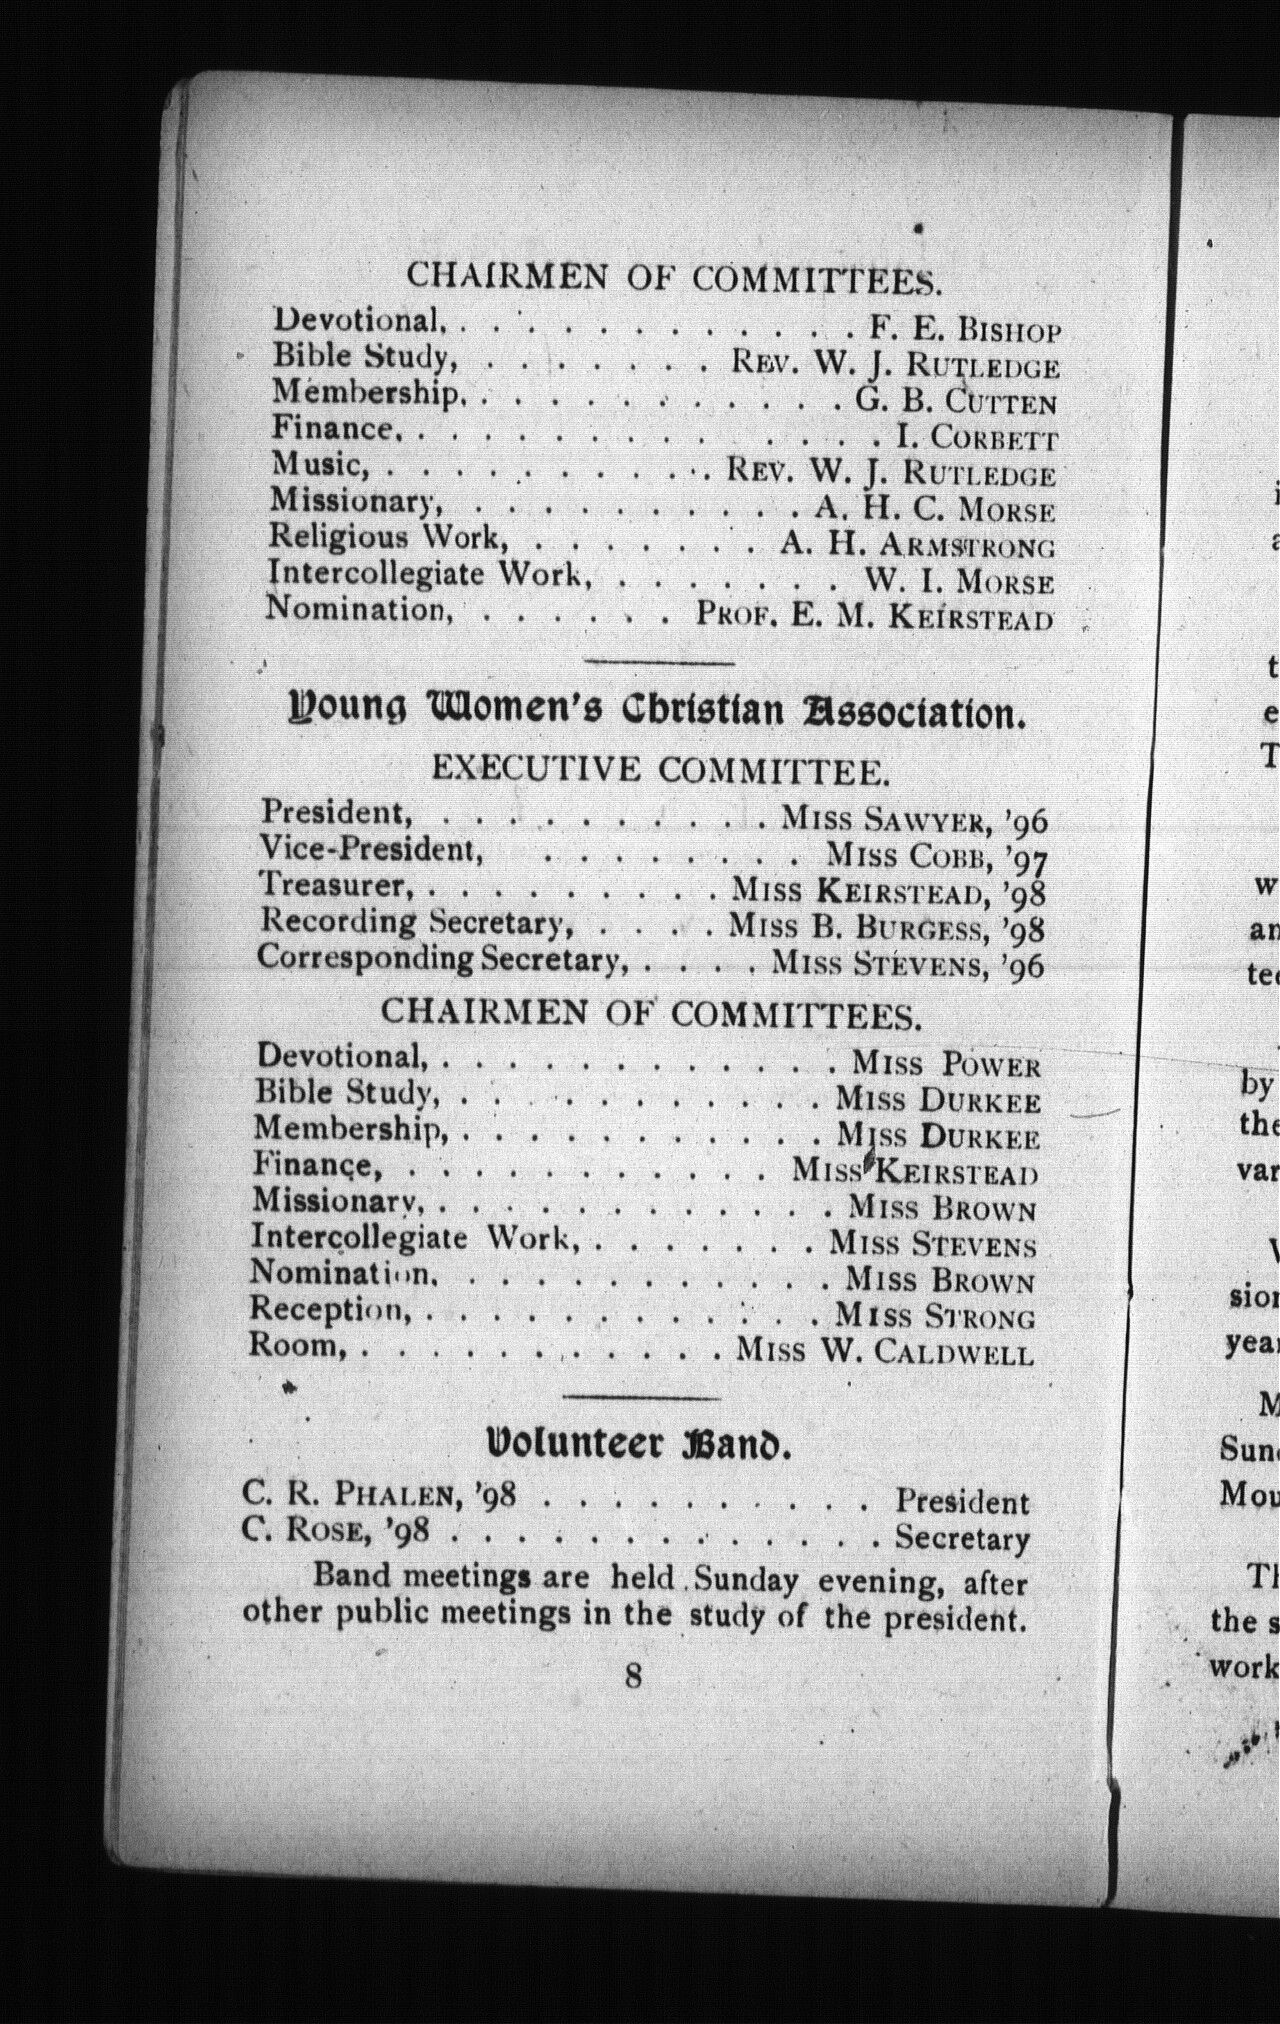 CHAIRMEN OF COMMITTEES.
Devotional, . . . . . . . . . . . . F. E. BISHOP
Bible Study, . . . . . . . REV. W. J. RUTLEDGE
Membership, . . . . . . . . . . . G. B. CUTTEN
Finance, . . . . . . . . . . . . . . I. CORBETT
Music, . . . . . . . . . . REV. W. J. RUTLEDGE
Missionary, . . . . . . . . . . A. H. C. MORSE
Religious Work, . . . . . . . A. H. ARMSTRONG
Intercollegiate Work, . . . . . . . W. I. MORSE
Nomination, . . . . . . PROF. E. M. KEIRSTEAD
Young Women's Christian Association.
EXECUTIVE COMMITTEE.
President, . . . . . . . . . . MISS SAWYER, '96
Vice-President, . . . . . . . . MISS COBB, '97
Treasurer, . . . . . . . . . MISS KEIRSTEAD, '98
Recording Secretary, . . . . MISS B. BURGESS, '98
Corresponding Secretary, . . . . MISS STEVENS, '96
CHAIRMEN OF COMMITTEES.
Devotional, . . . . . . . . . . . . MISS POWER
Bible Study, . . . . . . . . . . . MISS DURKEE
Membership, . . . . . . . . . . . MISS DURKEE
Finance, . . . . . . . . . . . MISS KEIRSTEAD
Missionary, . . . . . . . . . . . . MISS BROWN
Intercollegiate Work, . . . . . . . MISS STEVENS
Nomination, . . . . . . . . . . . MISS BROWN
Reception, . . . . . . . . . . . . MISS STRONG
Room, . . . . . . . . . . . MISS W. CALDWELL
Volunteer Band.
C. R. PHALEN, '98 . . . . . . . . . . President
C. ROSE, '98 . . . . . . . . . . . . . Secretary
Band meetings are held Sunday evening, after
other public meetings in the study of the president.
8